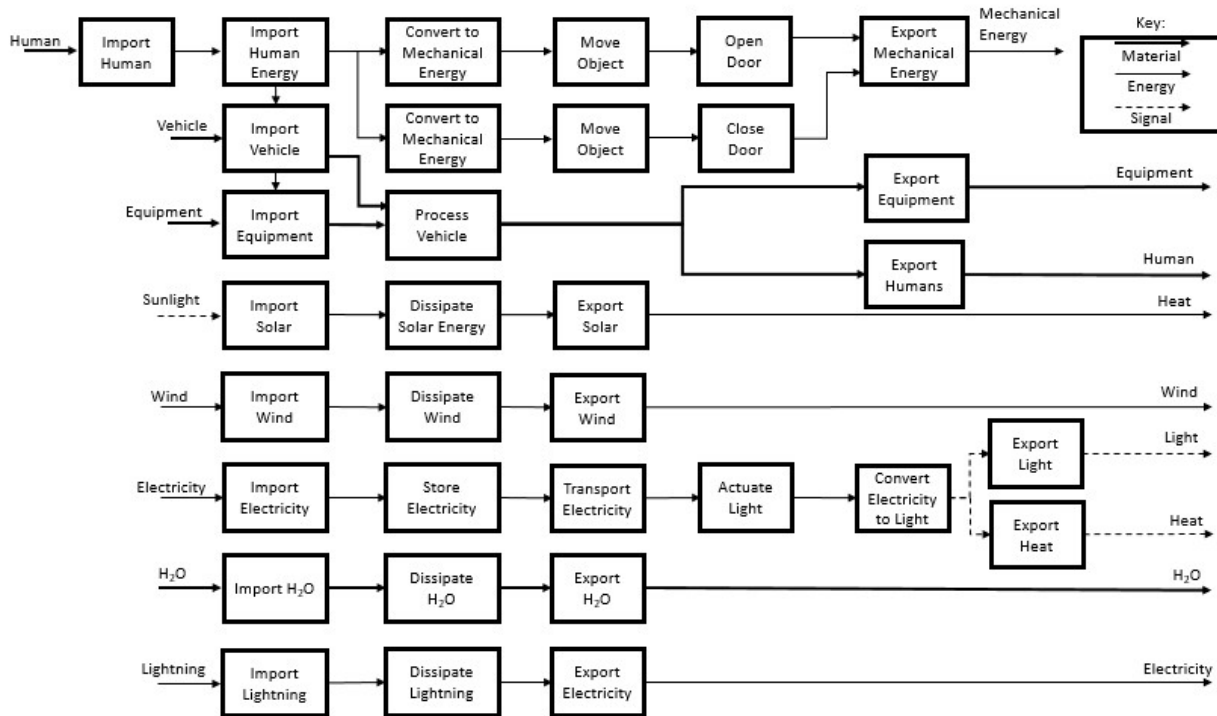 Human
Import
Human
Import
Human
Energy
Convert to
Mechanical
Energy
Move
Object
Open
Door
Export
Mechanical
Energy
Mechanical
Energy
Key:
Material
Energy
Signal
Vehicle
Import
Vehicle
Convert to
Mechanical
Energy
Move
Object
Close
Door
Equipment
Import
Equipment
Process
Vehicle
Export
Equipment
Equipment
Export
Humans
Human
Sunlight
Import
Solar
Dissipate
Solar Energy
Export
Solar
Heat
Wind
Import
Wind
Dissipate
Wind
Export
Wind
Wind
Electricity
Import
Electricity
Store
Electricity
Transport
Electricity
Actuate
Light
Convert
Electricity
to Light
Export
Light
Light
Export
Heat
Heat
H₂O
Import H₂O
Dissipate
H₂O
Export
H₂O
H₂O
Lightning
Import
Lightning
Dissipate
Lightning
Export
Electricity
Electricity